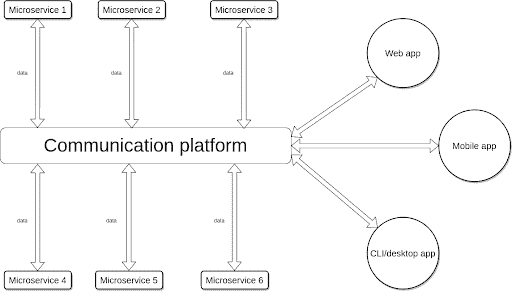 Microservice 1
Microservice 2
Microservice 3
Web app
data
data
data
Communication platform
Mobile app
data
data
data
CLI/desktop app
Microservice 4
Microservice 5
Microservice 6